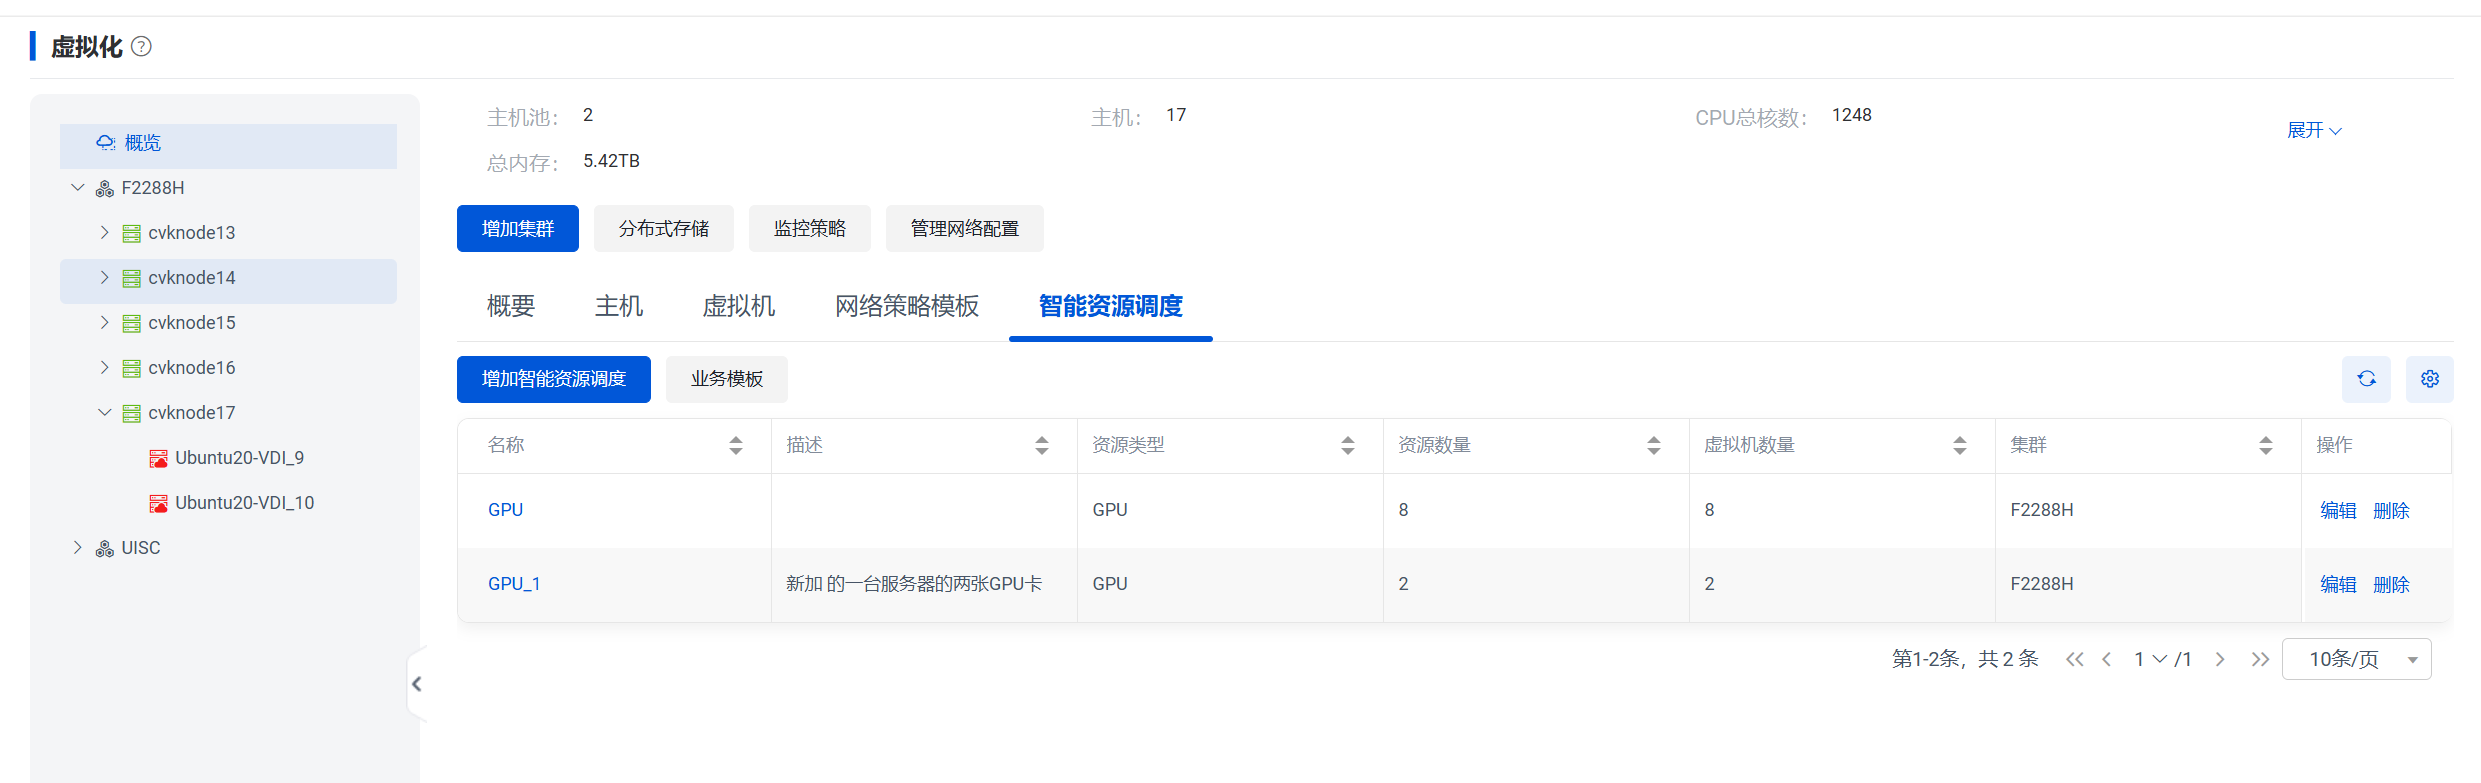 虚拟化
概览
F2288H
cvknode13
cvknode14
cvknode15
cvknode16
cvknode17
Ubuntu20-VDI_9
Ubuntu20-VDI_10
UISC
主机池： 2 主机： 17 CPU总核数： 1248
展开
总内存： 5.42TB
增加集群 分布式存储 监控策略 管理网络配置
概要 主机 虚拟机 网络策略模板 智能资源调度
增加智能资源调度 业务模板
名称 描述 资源类型 资源数量 虚拟机数量 集群 操作
GPU GPU 8 8 F2288H 编辑 删除
GPU_1 新加 的一台服务器的两张GPU卡 GPU 2 2 F2288H 编辑 删除
第1-2条，共 2 条 1 /1 10条/页